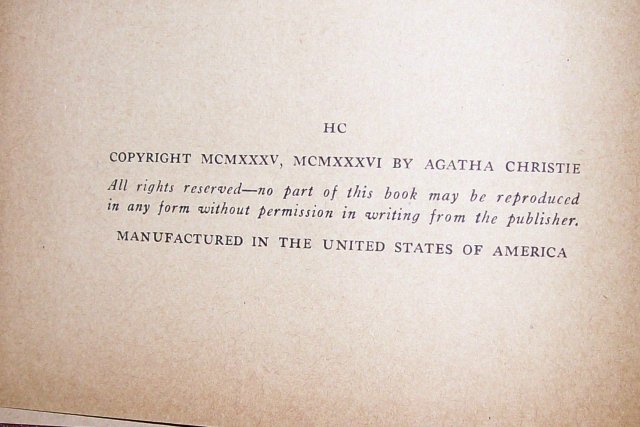 HC
COPYRIGHT MCMXXXV, MCMXXXVI BY AGATHA CHRISTIE
All rights reserved—no part of this book may be reproduced
in any form without permission in writing from the publisher.
MANUFACTURED IN THE UNITED STATES OF AMERICA